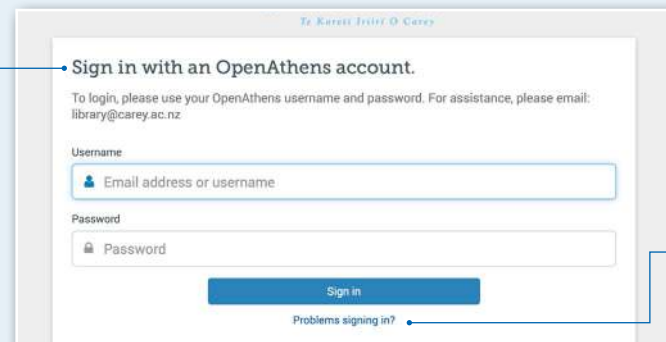 Te Kareti Iriiri O Carey
Sign in with an OpenAthens account.
To login, please use your OpenAthens username and password. For assistance, please email:
library@carey.ac.nz
Username
Email address or username
Password
Password
Sign in
Problems signing in?